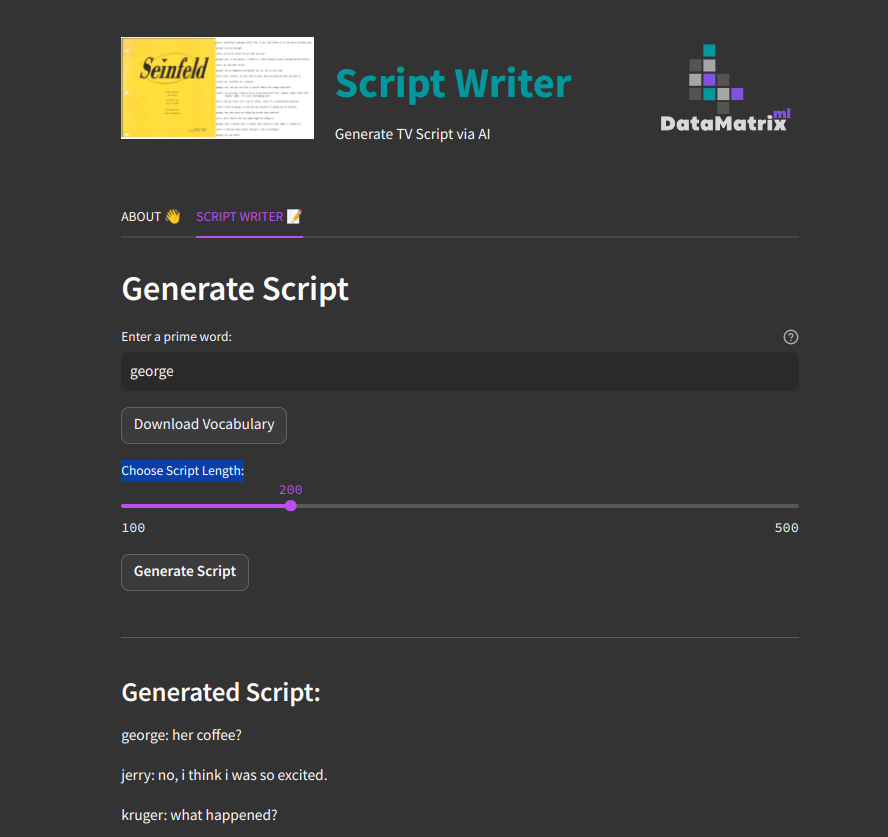 Seinfeld
Script Writer
Generate TV Script via AI
DataMatrix ml
ABOUT 👋 SCRIPT WRITER 📝
Generate Script
Enter a prime word:
george
Download Vocabulary
Choose Script Length:
200
100 500
Generate Script
Generated Script:
george: her coffee?
jerry: no, i think i was so excited.
kruger: what happened?